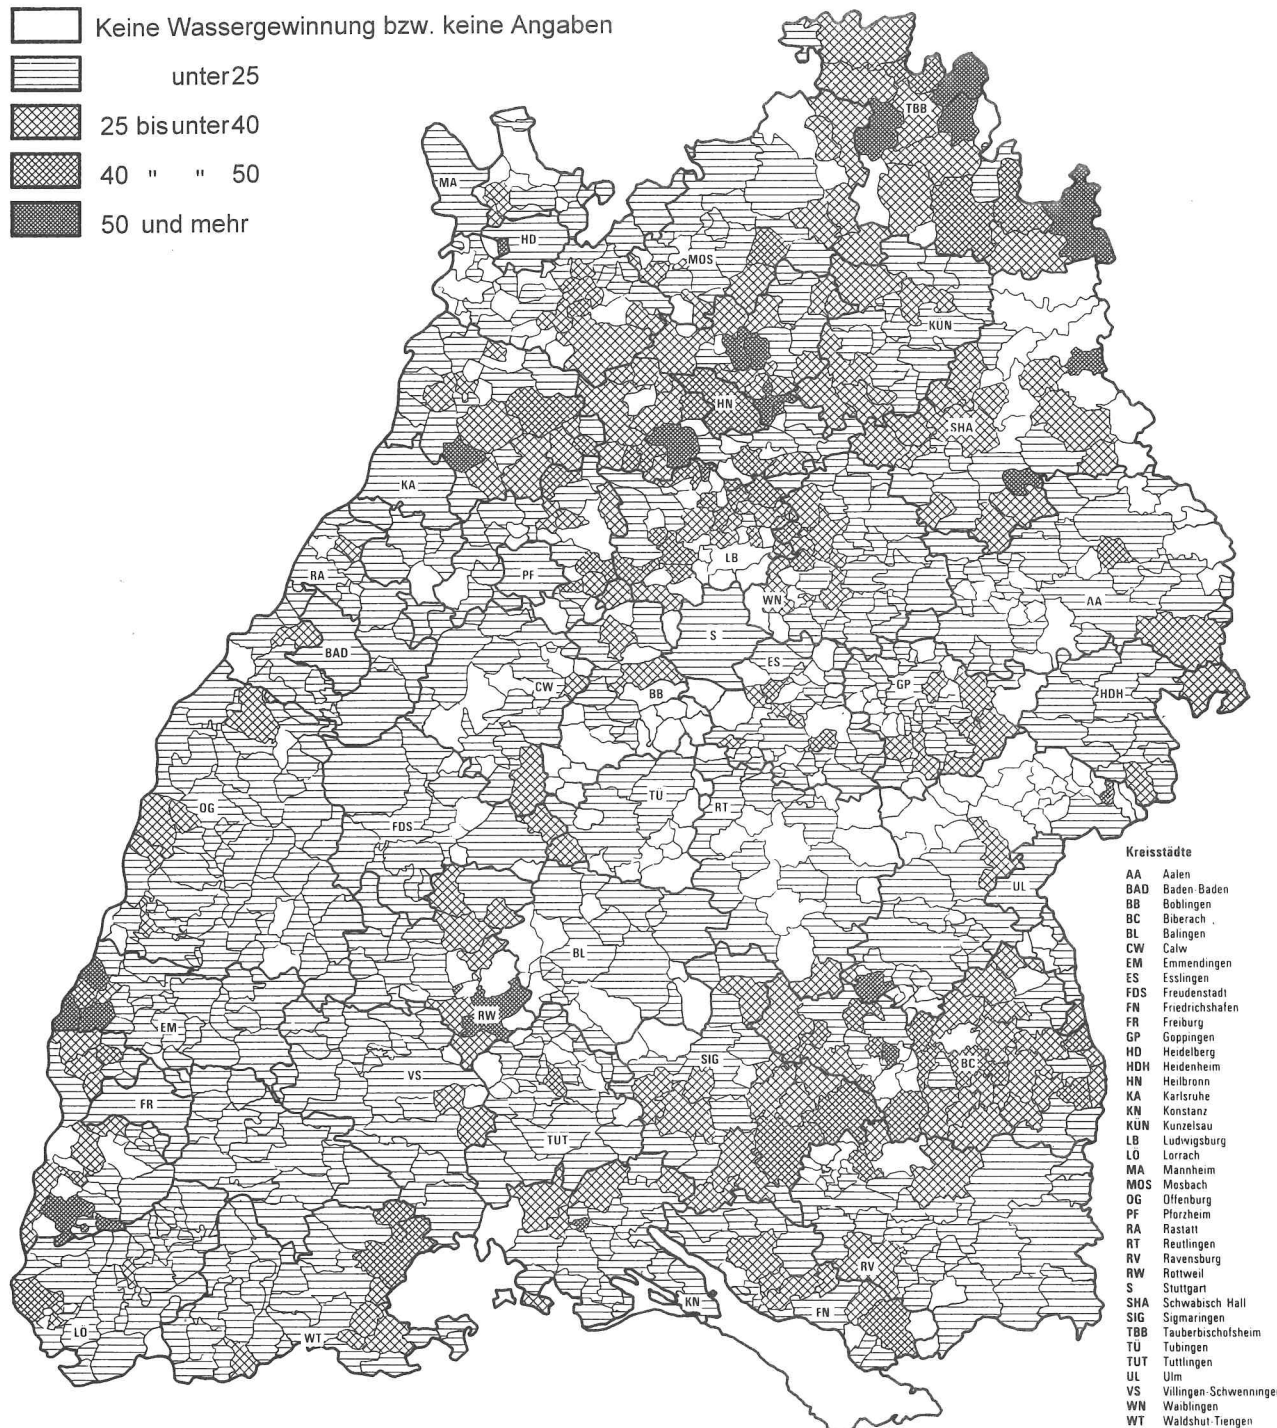 Keine Wassergewinnung bzw. keine Angaben
unter 25
25 bis unter 40
40 " " 50
50 und mehr
TBB
MA
HD
MOS
KÜN
HN
SHA
KA
LB
RA
PF
WN
AA
S
BAD
ES
CW
BB
GP
HDH
TÜ
OG
RT
FDS
UL
BL
RW
EM
SIG
BC
VS
FR
TUT
RV
KN
FN
LÖ
WT
Kreisstädte
AA Aalen
BAD Baden-Baden
BB Boblingen
BC Biberach
BL Balingen
CW Calw
EM Emmendingen
ES Esslingen
FDS Freudenstadt
FN Friedrichshafen
FR Freiburg
GP Goppingen
HD Heidelberg
HDH Heidenheim
HN Heilbronn
KA Karlsruhe
KN Konstanz
KÜN Kunzelsau
LB Ludwigsburg
LÖ Lorrach
MA Mannheim
MOS Mosbach
OG Offenburg
PF Pforzheim
RA Rastatt
RT Reutlingen
RV Ravensburg
RW Rottweil
S Stuttgart
SHA Schwabisch Hall
SIG Sigmaringen
TBB Tauberbischofsheim
TÜ Tubingen
TUT Tuttlingen
UL Ulm
VS Villingen-Schwenningen
WN Waiblingen
WT Waldshut-Tiengen